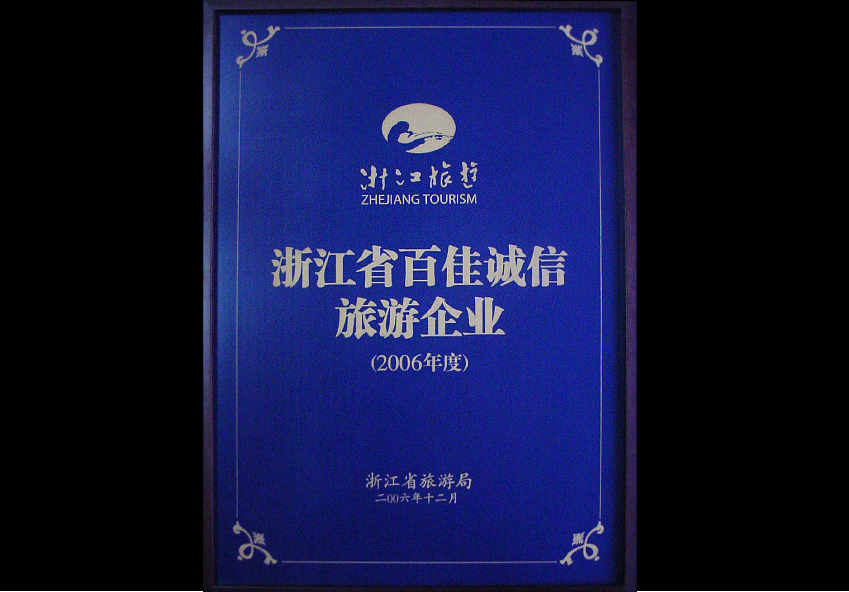 浙江旅游
ZHEJIANG TOURISM
浙江省百佳诚信
旅游企业
(2006年度)
浙江省旅游局
二00六年十二月